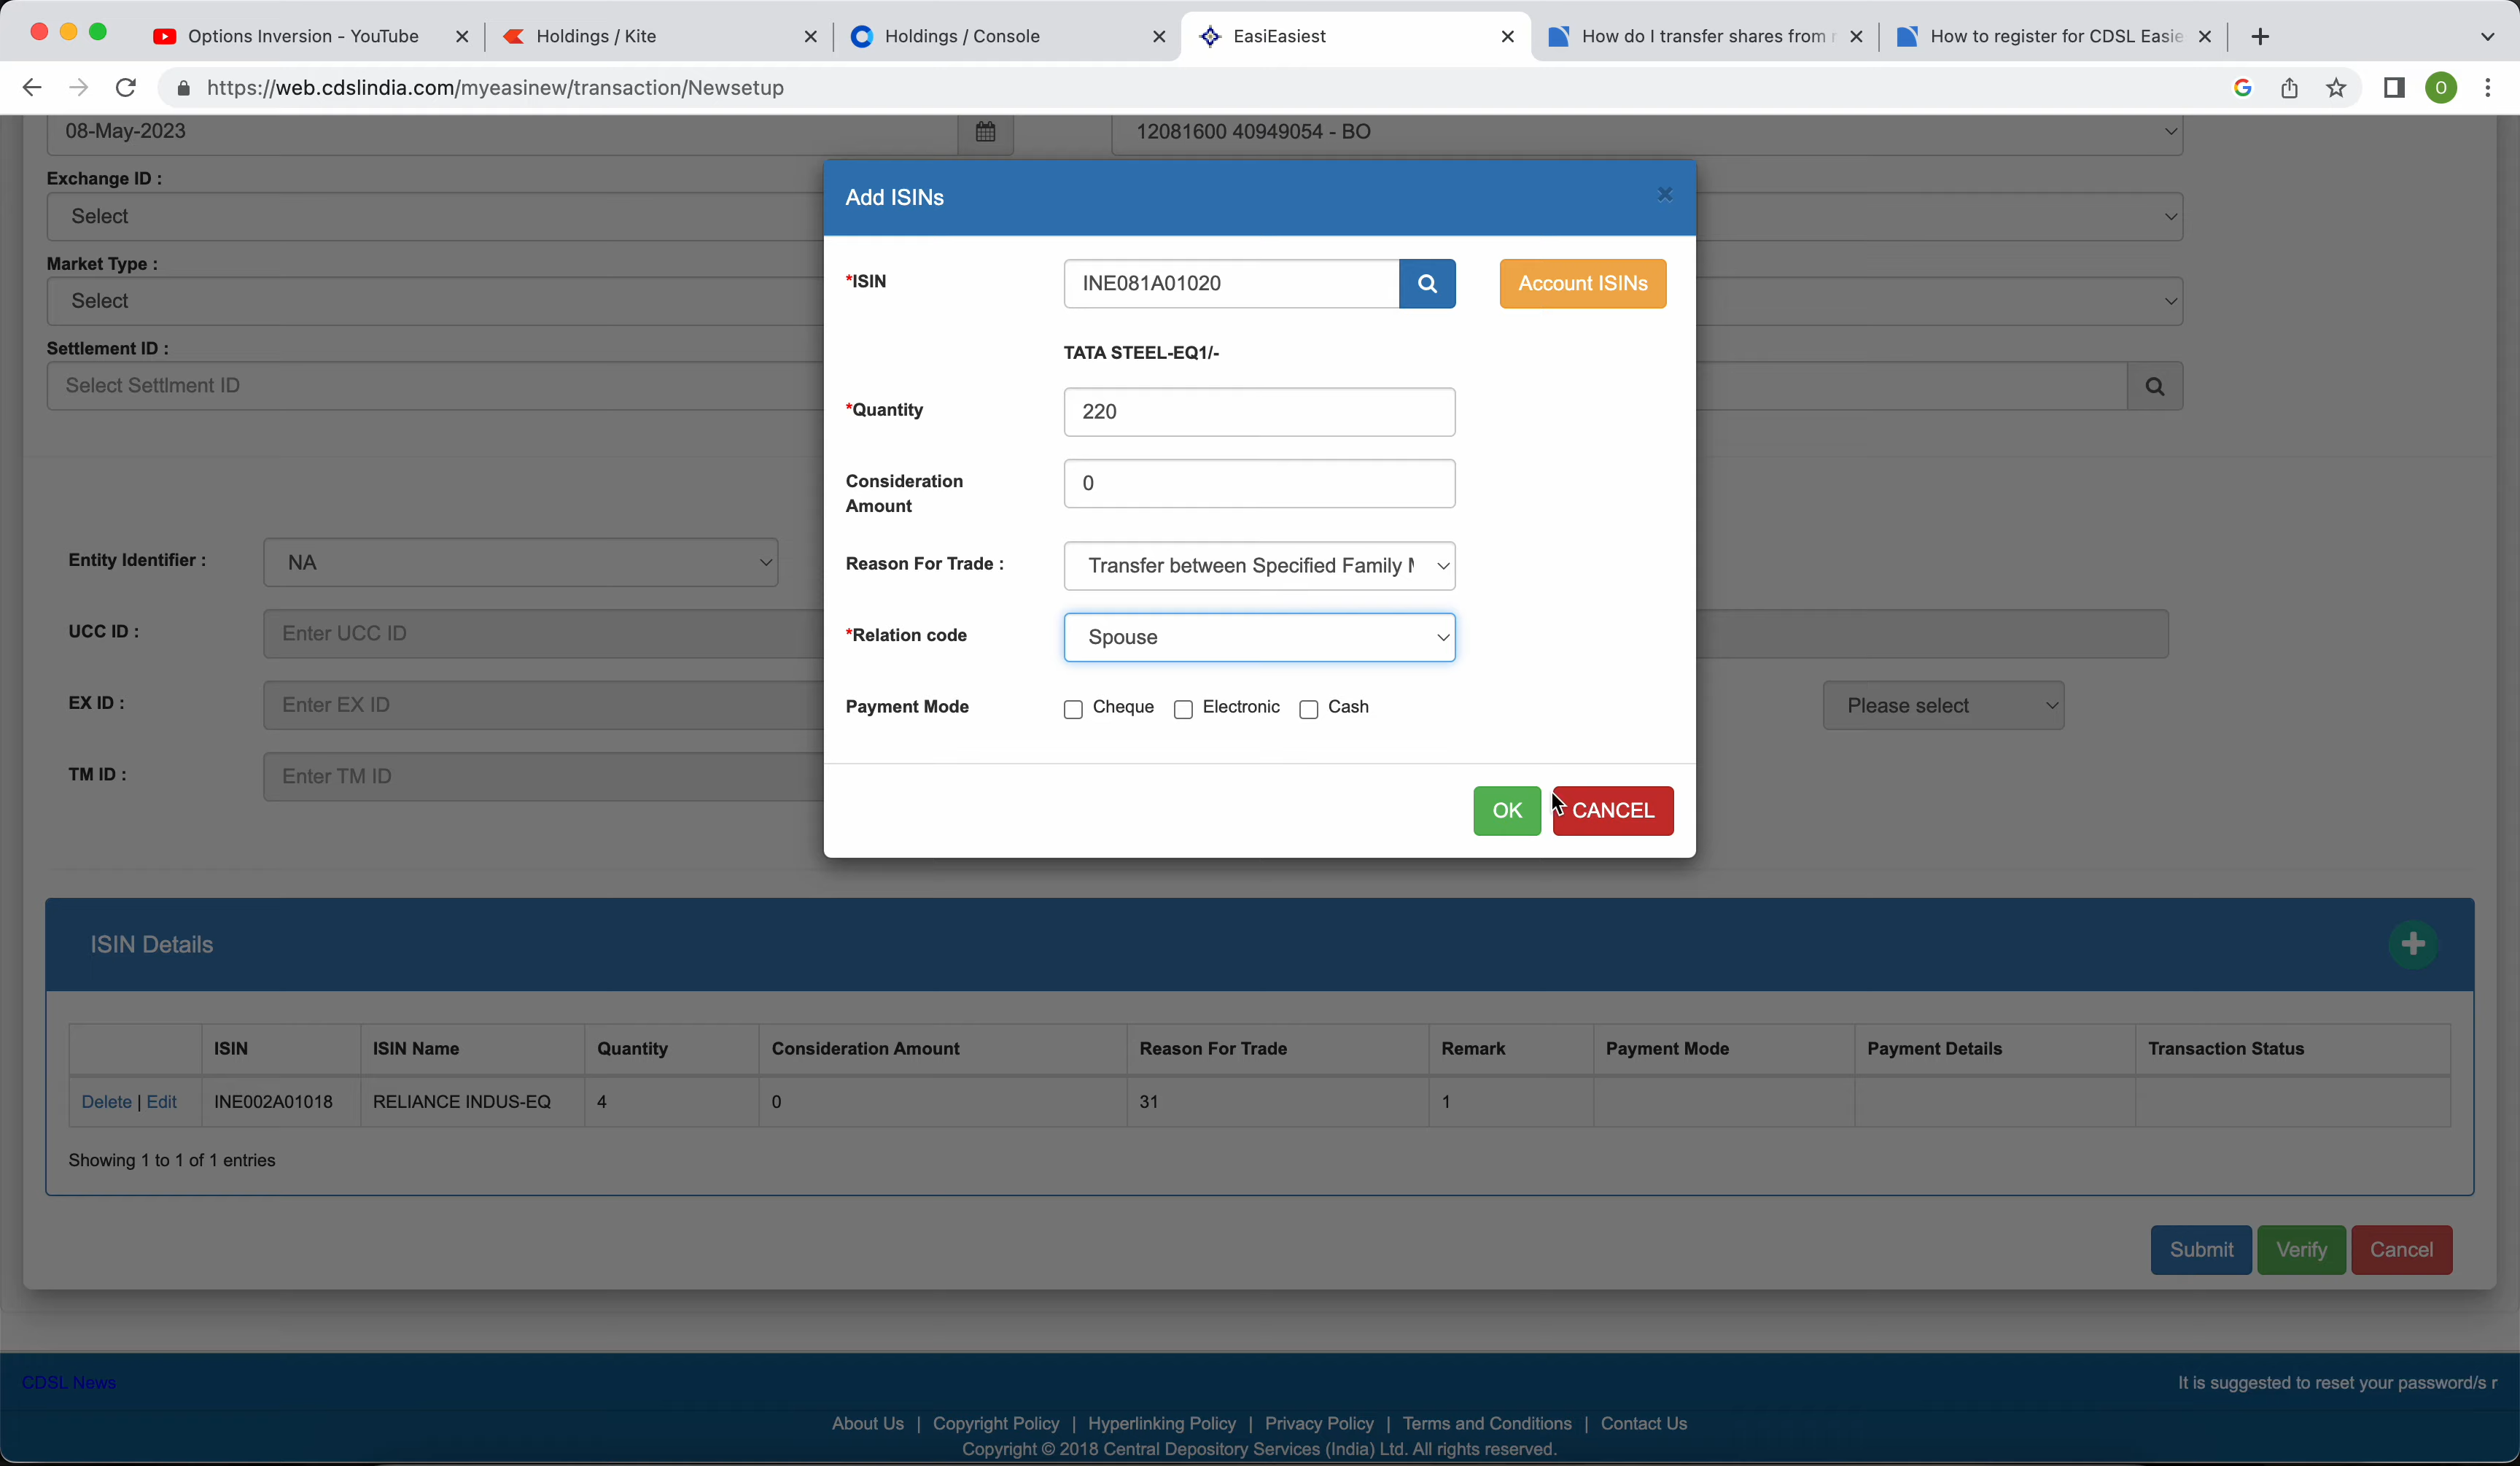 Options Inversion - YouTube
Holdings / Kite
Holdings / Console
EasiEasiest
How do I transfer shares from
How to register for CDSL Easie
https://web.cdslindia.com/myeasinew/transaction/Newsetup
O
08-May-2023
12081600 40949054 - BO
Exchange ID :
Select
Market Type :
Select
Settlement ID :
Select Settlment ID
Add ISINs
*ISIN
INE081A01020
Account ISINs
TATA STEEL-EQ1/-
*Quantity
220
Consideration
Amount
0
Reason For Trade :
Transfer between Specified Family
*Relation code
Spouse
Payment Mode
Cheque
Electronic
Cash
OK
CANCEL
Entity Identifier :
NA
UCC ID :
Enter UCC ID
EX ID :
Enter EX ID
Please select
TM ID :
Enter TM ID
ISIN Details
ISIN ISIN Name Quantity Consideration Amount Reason For Trade Remark Payment Mode Payment Details Transaction Status
Delete | Edit INE002A01018 RELIANCE INDUS-EQ 4 0 31 1
Showing 1 to 1 of 1 entries
Submit
Verify
Cancel
CDSL News
It is suggested to reset your password/s r
About Us | Copyright Policy | Hyperlinking Policy | Privacy Policy | Terms and Conditions | Contact Us
Copyright © 2018 Central Depository Services (India) Ltd. All rights reserved.